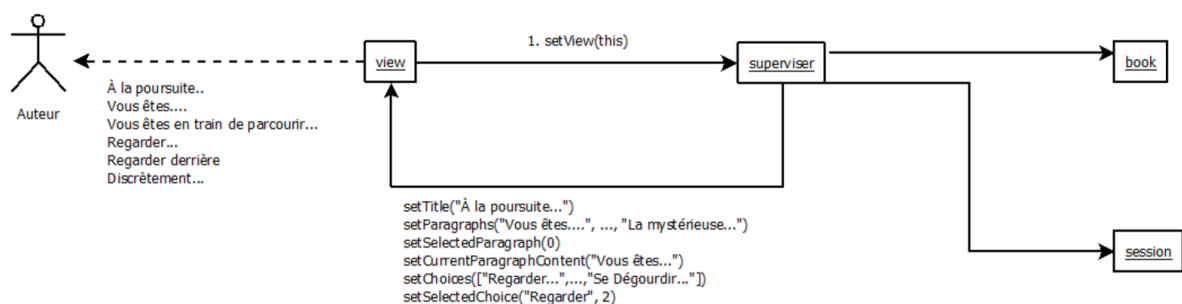 1. setView(this)
view
superviser
book
À la poursuite..
Vous êtes....
Vous êtes en train de parcourir...
Regarder...
Regarder derrière
Discrètement...
Auteur
setTitle("À la poursuite...")
setParagraphs("Vous êtes....", ..., "La mystérieuse...")
setSelectedParagraph(0)
setCurrentParagraphContent("Vous êtes...")
setChoices(["Regarder...",...,"Se Dégourdir..."])
setSelectedChoice("Regarder", 2)
session